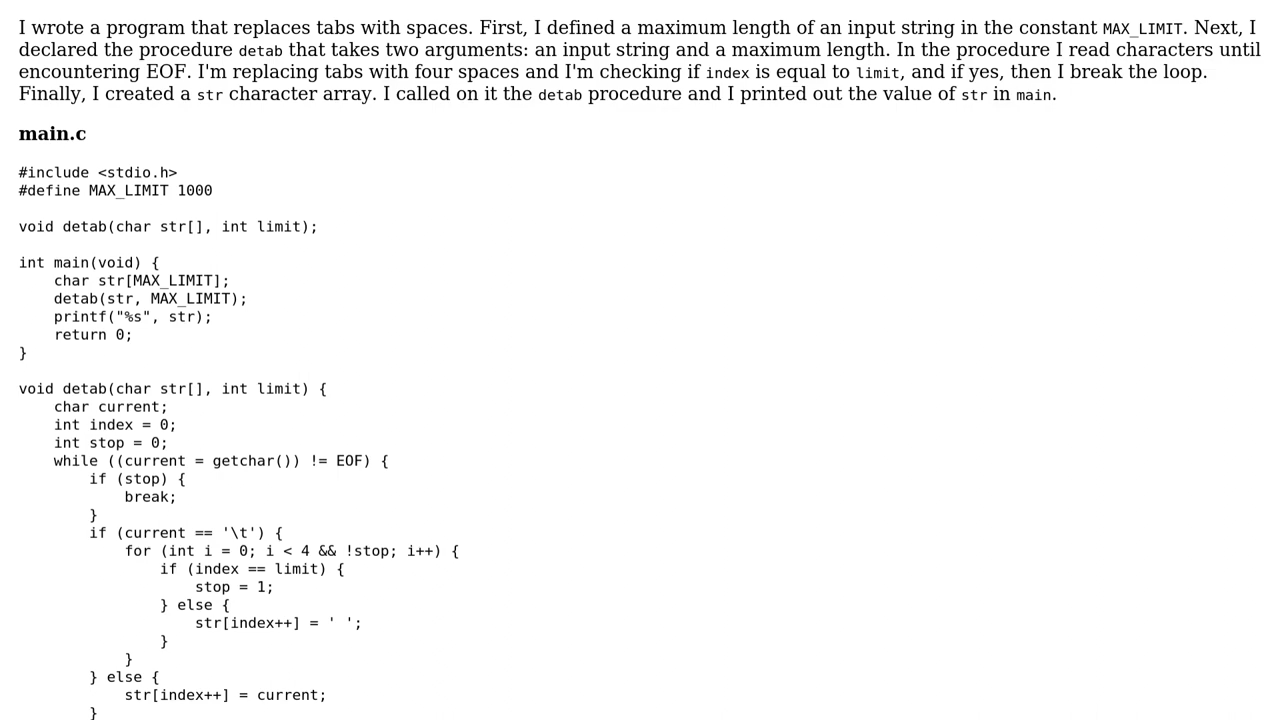 I wrote a program that replaces tabs with spaces. First, I defined a maximum length of an input string in the constant MAX_LIMIT. Next, I
declared the procedure detab that takes two arguments: an input string and a maximum length. In the procedure I read characters until
encountering EOF. I'm replacing tabs with four spaces and I'm checking if index is equal to limit, and if yes, then I break the loop.
Finally, I created a str character array. I called on it the detab procedure and I printed out the value of str in main.
main.c
#include <stdio.h>
#define MAX_LIMIT 1000
void detab(char str[], int limit);
int main(void) {
    char str[MAX_LIMIT];
    detab(str, MAX_LIMIT);
    printf("%s", str);
    return 0;
}
void detab(char str[], int limit) {
    char current;
    int index = 0;
    int stop = 0;
    while ((current = getchar()) != EOF) {
        if (stop) {
            break;
        }
        if (current == '\t') {
            for (int i = 0; i < 4 && !stop; i++) {
                if (index == limit) {
                    stop = 1;
                } else {
                    str[index++] = ' ';
                }
            }
        } else {
            str[index++] = current;
        }